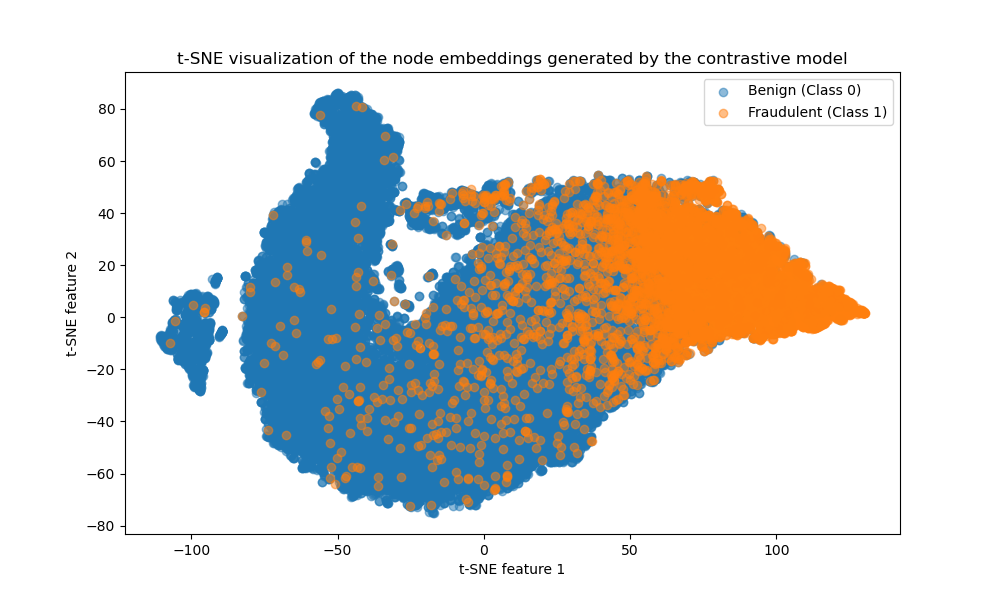 t-SNE visualization of the node embeddings generated by the contrastive model
Benign (Class 0)
Fraudulent (Class 1)
t-SNE feature 2
80
60
40
20
0
−20
−40
−60
−80
−100
−50
0
50
100
t-SNE feature 1